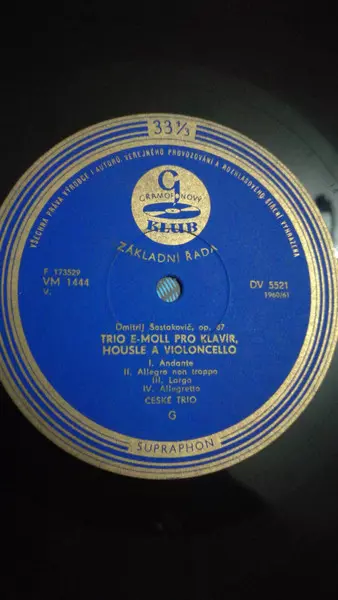 33⅓
VŠECHNA PRÁVA VÝROBCE I AUTORŮ, VEŘEJNÉHO PROVOZOVÁNÍ A ROZHLASOVÉHO ŠÍŘENÍ VYHRAZENA
G
GRAMOFONOVÝ
KLUB
ZÁKLADNÍ ŘADA
F 173529
VM 1444
V.
DV 5521
1960/61
Dmitrij Šostakovič, op. 67
TRIO E-MOLL PRO KLAVÍR,
HOUSLE A VIOLONCELLO
I. Andante
II. Allegro non troppo
III. Largo
IV. Allegretto
ČESKÉ TRIO
G
SUPRAPHON